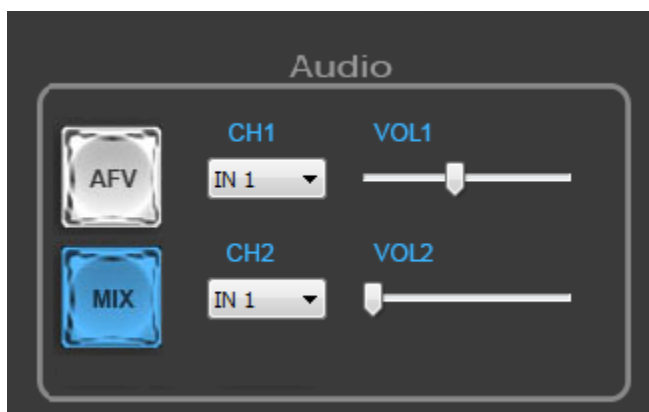 Audio
CH1 VOL1
AFV IN 1
CH2 VOL2
MIX IN 1